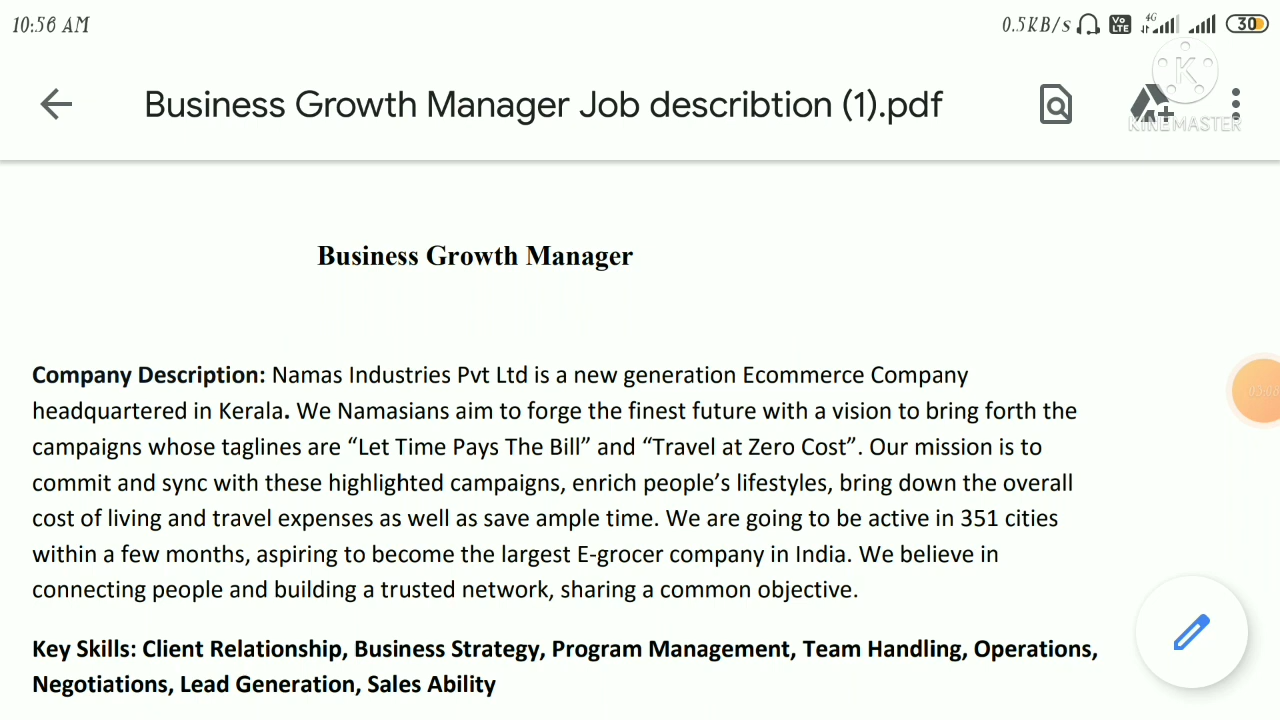 10:56 AM
0.5KB/s
Vo
LTE
4G
30
Business Growth Manager Job describtion (1).pdf
K
KINEMASTER
Business Growth Manager
Company Description: Namas Industries Pvt Ltd is a new generation Ecommerce Company
headquartered in Kerala. We Namasians aim to forge the finest future with a vision to bring forth the
campaigns whose taglines are “Let Time Pays The Bill” and “Travel at Zero Cost”. Our mission is to
commit and sync with these highlighted campaigns, enrich people’s lifestyles, bring down the overall
cost of living and travel expenses as well as save ample time. We are going to be active in 351 cities
within a few months, aspiring to become the largest E-grocer company in India. We believe in
connecting people and building a trusted network, sharing a common objective.
Key Skills: Client Relationship, Business Strategy, Program Management, Team Handling, Operations,
Negotiations, Lead Generation, Sales Ability